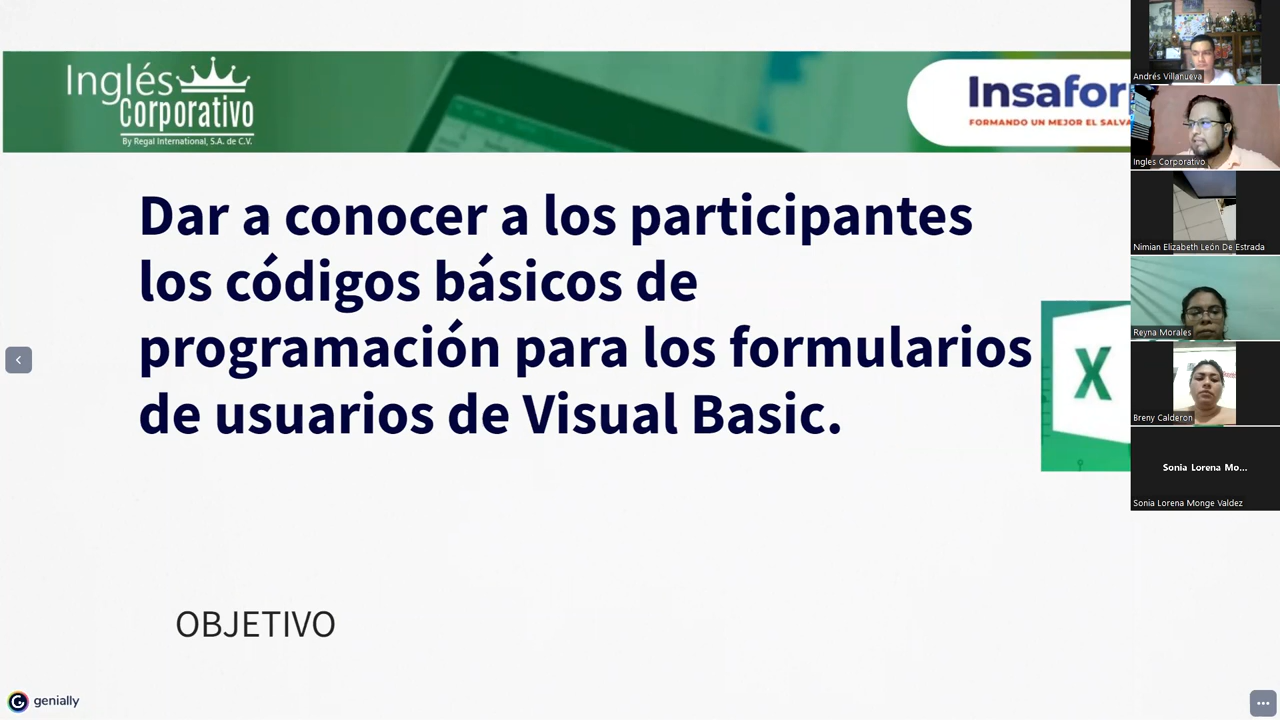 Inglés
Corporativo
By Regal International, S.A. de C.V.
Insafor
FORMANDO UN MEJOR EL SALVA
Dar a conocer a los participantes
los códigos básicos de
programación para los formularios
de usuarios de Visual Basic.
X
OBJETIVO
genially
Andrés Villanueva
Ingles Corporativo
Nimian Elizabeth León De Estrada
Reyna Morales
Breny Calderon
Sonia Lorena Mo...
Sonia Lorena Monge Valdez